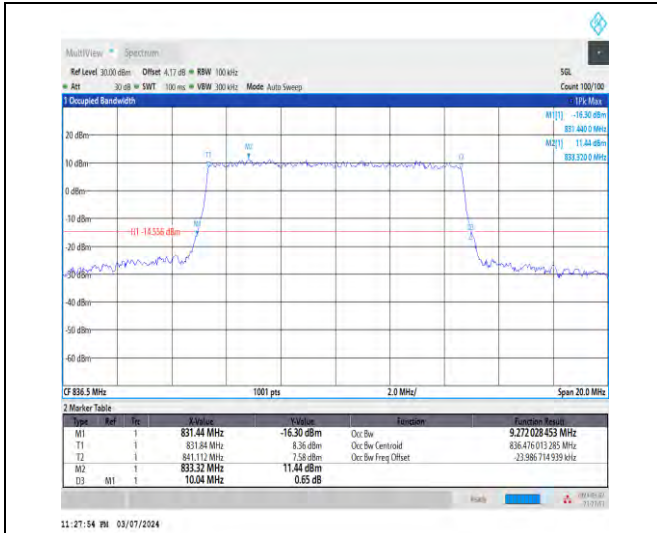 MultiView Spectrum
Ref Level 30.00 dBm Offset 4.17 dB RBW 100 kHz SGL
Att 30 dB SWT 100 ms VBW 300 kHz Mode Auto Sweep Count 100/100
1 Occupied Bandwidth 1Pk Max
M1[1] -16.30 dBm
831.440 0 MHz
M2[1] 11.44 dBm
833.320 0 MHz
20 dBm
M2
T1
10 dBm
0 dBm
-10 dBm
M1
H1 -14.556 dBm
-20 dBm
-30 dBm
-40 dBm
-50 dBm
-60 dBm
CF 836.5 MHz 1001 pts 2.0 MHz/ Span 20.0 MHz
2 Marker Table
Type Ref Trc X-Value Y-Value Function Function Result
M1 1 831.44 MHz -16.30 dBm Occ Bw 9.272 028 453 MHz
T1 1 831.84 MHz 8.36 dBm Occ Bw Centroid 836.476 013 285 MHz
T2 1 841.112 MHz 7.58 dBm Occ Bw Freq Offset -23.986 714 939 kHz
M2 1 833.32 MHz 11.44 dBm
D3 M1 1 10.04 MHz 0.65 dB
Ready
11:27:54 PM 03/07/2024